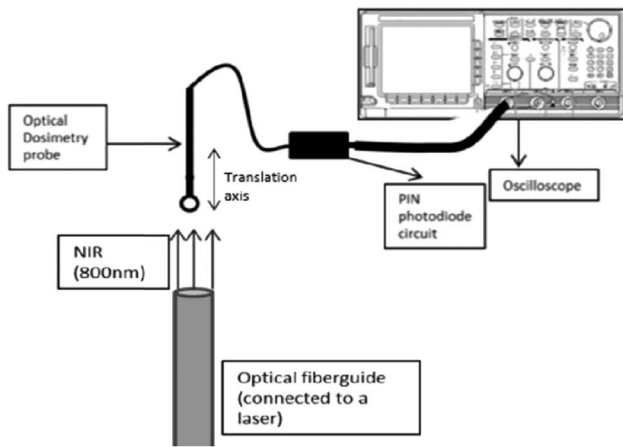 Optical
Dosimetry
probe
Translation
axis
Oscilloscope
PIN
photodiode
circuit
NIR
(800nm)
Optical fiberguide
(connected to a
laser)